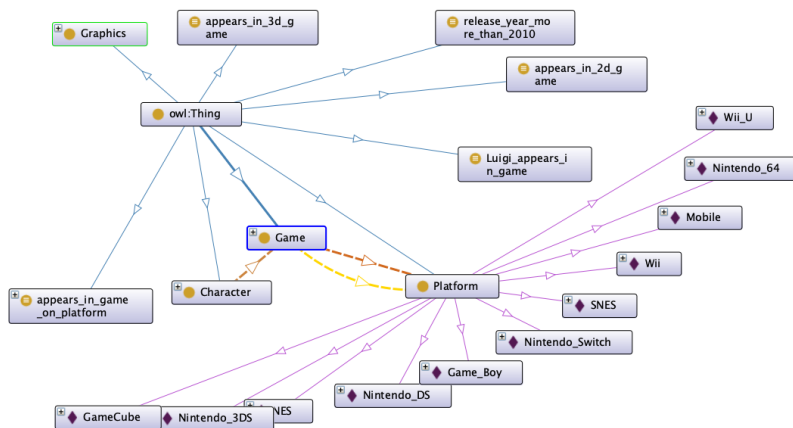 Graphics
appears_in_3d_g
ame
release_year_mo
re_than_2010
appears_in_2d_g
ame
owl:Thing
Wii_U
Luigi_appears_i
n_game
Nintendo_64
Mobile
Game
Wii
Character
Platform
appears_in_game
_on_platform
SNES
Nintendo_Switch
Game_Boy
Nintendo_DS
GameCube
Nintendo_3DS
NES